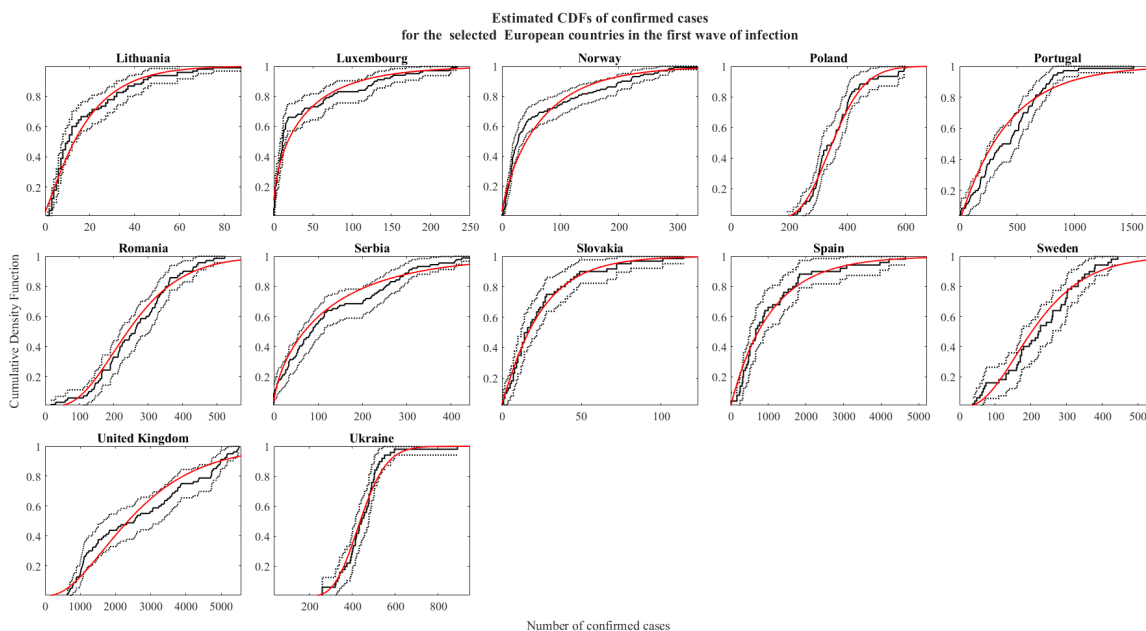 Estimated CDFs of confirmed cases
for the selected European countries in the first wave of infection
Lithuania
Luxembourg
Norway
Poland
Portugal
1
0.8
0.6
0.4
0.2
0 20 40 60 80
1
0.8
0.6
0.4
0.2
0 50 100 150 200 250
1
0.8
0.6
0.4
0.2
0 100 200 300
1
0.8
0.6
0.4
0.2
0 200 400 600
1
0.8
0.6
0.4
0.2
0 500 1000 1500
Cumulative Density Function
Romania
Serbia
Slovakia
Spain
Sweden
1
0.8
0.6
0.4
0.2
0 100 200 300 400 500
1
0.8
0.6
0.4
0.2
0 100 200 300 400
1
0.8
0.6
0.4
0.2
0 50 100
1
0.8
0.6
0.4
0.2
0 1000 2000 3000 4000 5000
1
0.8
0.6
0.4
0.2
0 100 200 300 400 500
United Kingdom
Ukraine
1
0.8
0.6
0.4
0.2
0 1000 2000 3000 4000 5000
1
0.8
0.6
0.4
0.2
200 400 600 800
Number of confirmed cases